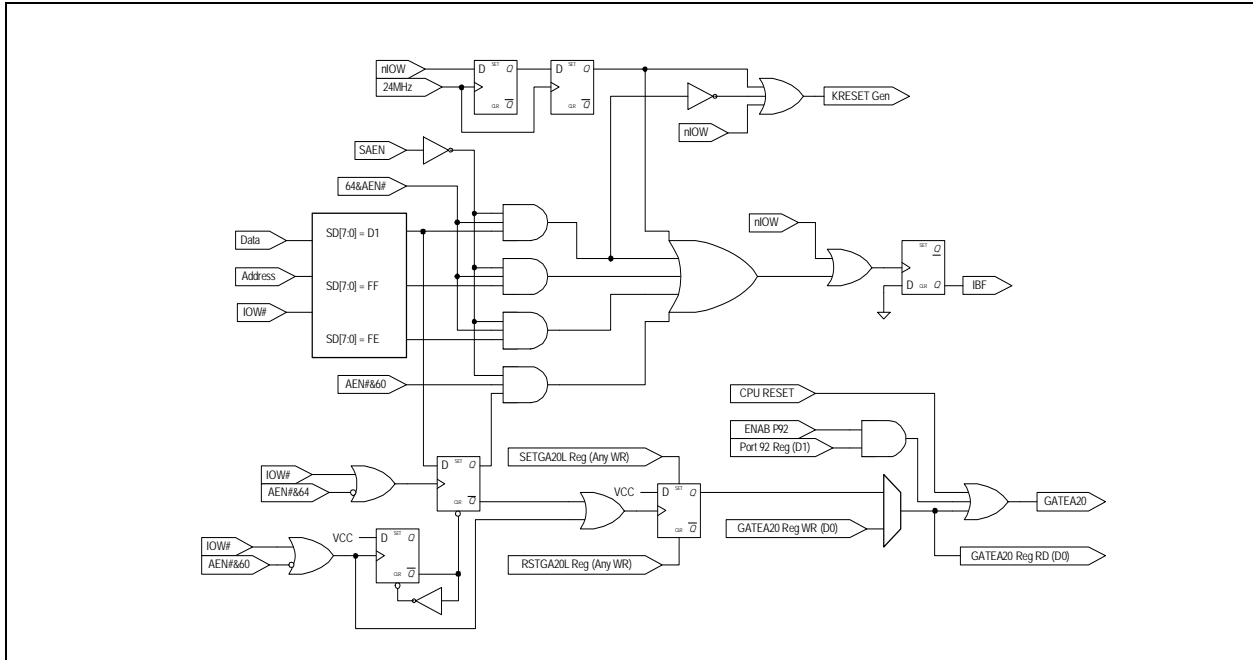 nIOW
24MHz
D SET Q
CLR Q
D SET Q
CLR Q
KRESET Gen
nIOW
SAEN
64&AEN#
Data
Address
IOW#
SD[7:0] = D1
SD[7:0] = FF
SD[7:0] = FE
AEN#&60
nIOW
SET Q
D CLR Q
IBF
CPU RESET
ENAB P92
Port 92 Reg (D1)
GATEA20
IOW#
AEN#&64
D SET Q
CLR Q
SETGA20L Reg (Any WR)
VCC
D SET Q
CLR Q
RSTGA20L Reg (Any WR)
GATEA20 Reg WR (D0)
GATEA20 Reg RD (D0)
IOW#
AEN#&60
VCC
D SET Q
CLR Q